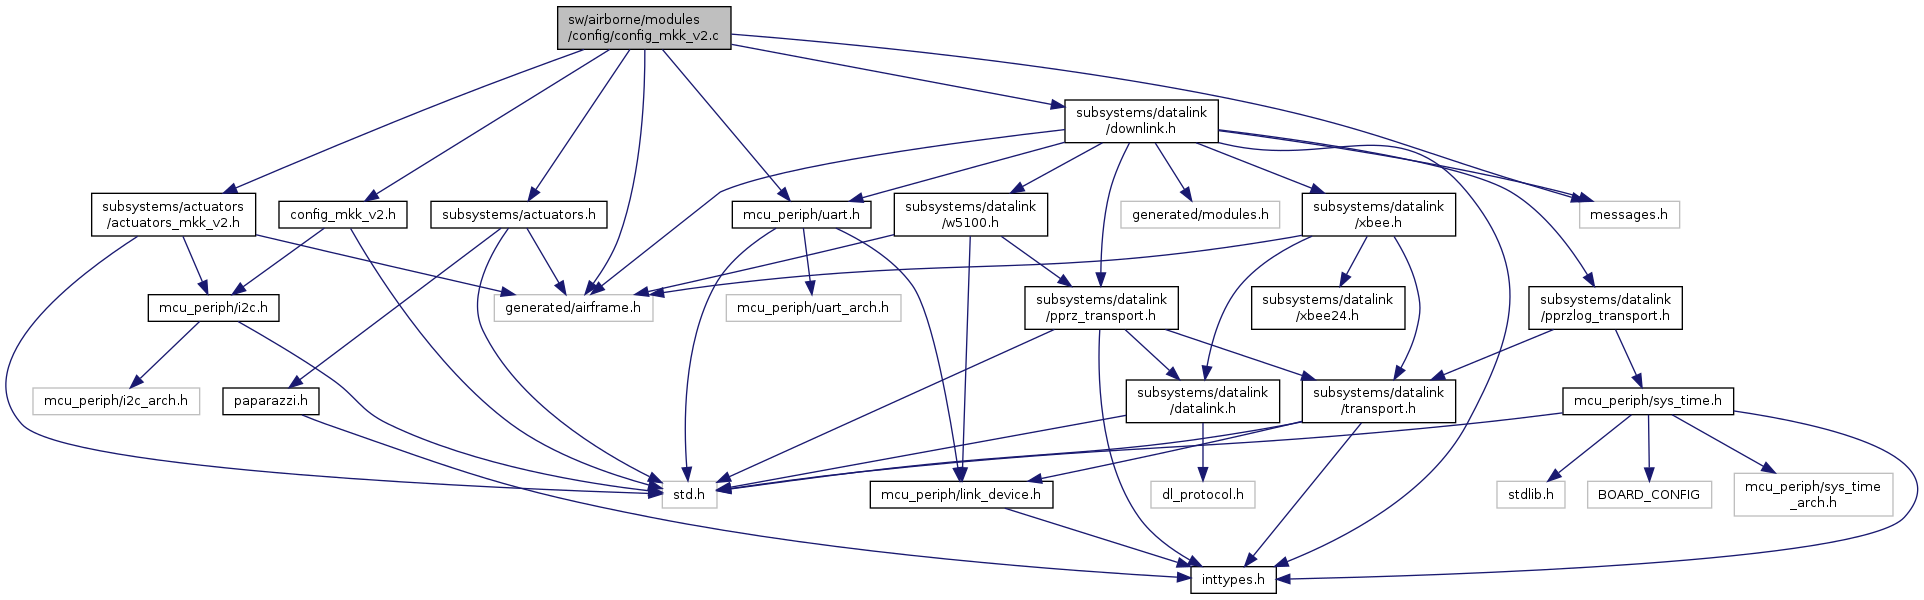 sw/airborne/modules
/config/config_mkk_v2.c
subsystems/datalink
/downlink.h
subsystems/actuators
/actuators_mkk_v2.h
config_mkk_v2.h
subsystems/actuators.h
mcu_periph/uart.h
subsystems/datalink
/w5100.h
generated/modules.h
subsystems/datalink
/xbee.h
messages.h
mcu_periph/i2c.h
generated/airframe.h
mcu_periph/uart_arch.h
subsystems/datalink
/pprz_transport.h
subsystems/datalink
/xbee24.h
subsystems/datalink
/pprzlog_transport.h
mcu_periph/i2c_arch.h
paparazzi.h
subsystems/datalink
/datalink.h
subsystems/datalink
/transport.h
mcu_periph/sys_time.h
std.h
mcu_periph/link_device.h
dl_protocol.h
stdlib.h
BOARD_CONFIG
mcu_periph/sys_time
_arch.h
inttypes.h